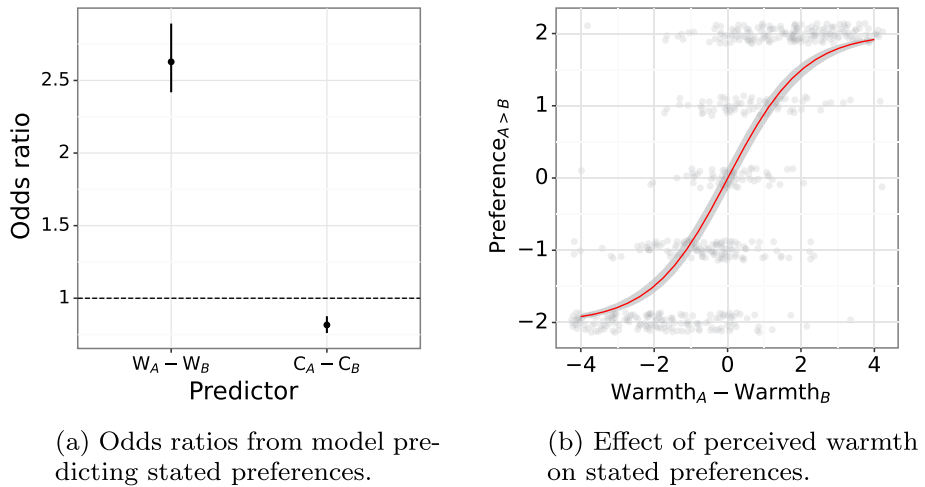 Odds ratio
2.5
2
1.5
1
W_A − W_B
C_A − C_B
Predictor
(a) Odds ratios from model pre-
dicting stated preferences.
Preference_{A > B}
2
1
0
−1
−2
−4
−2
0
2
4
Warmth_A − Warmth_B
(b) Effect of perceived warmth
on stated preferences.